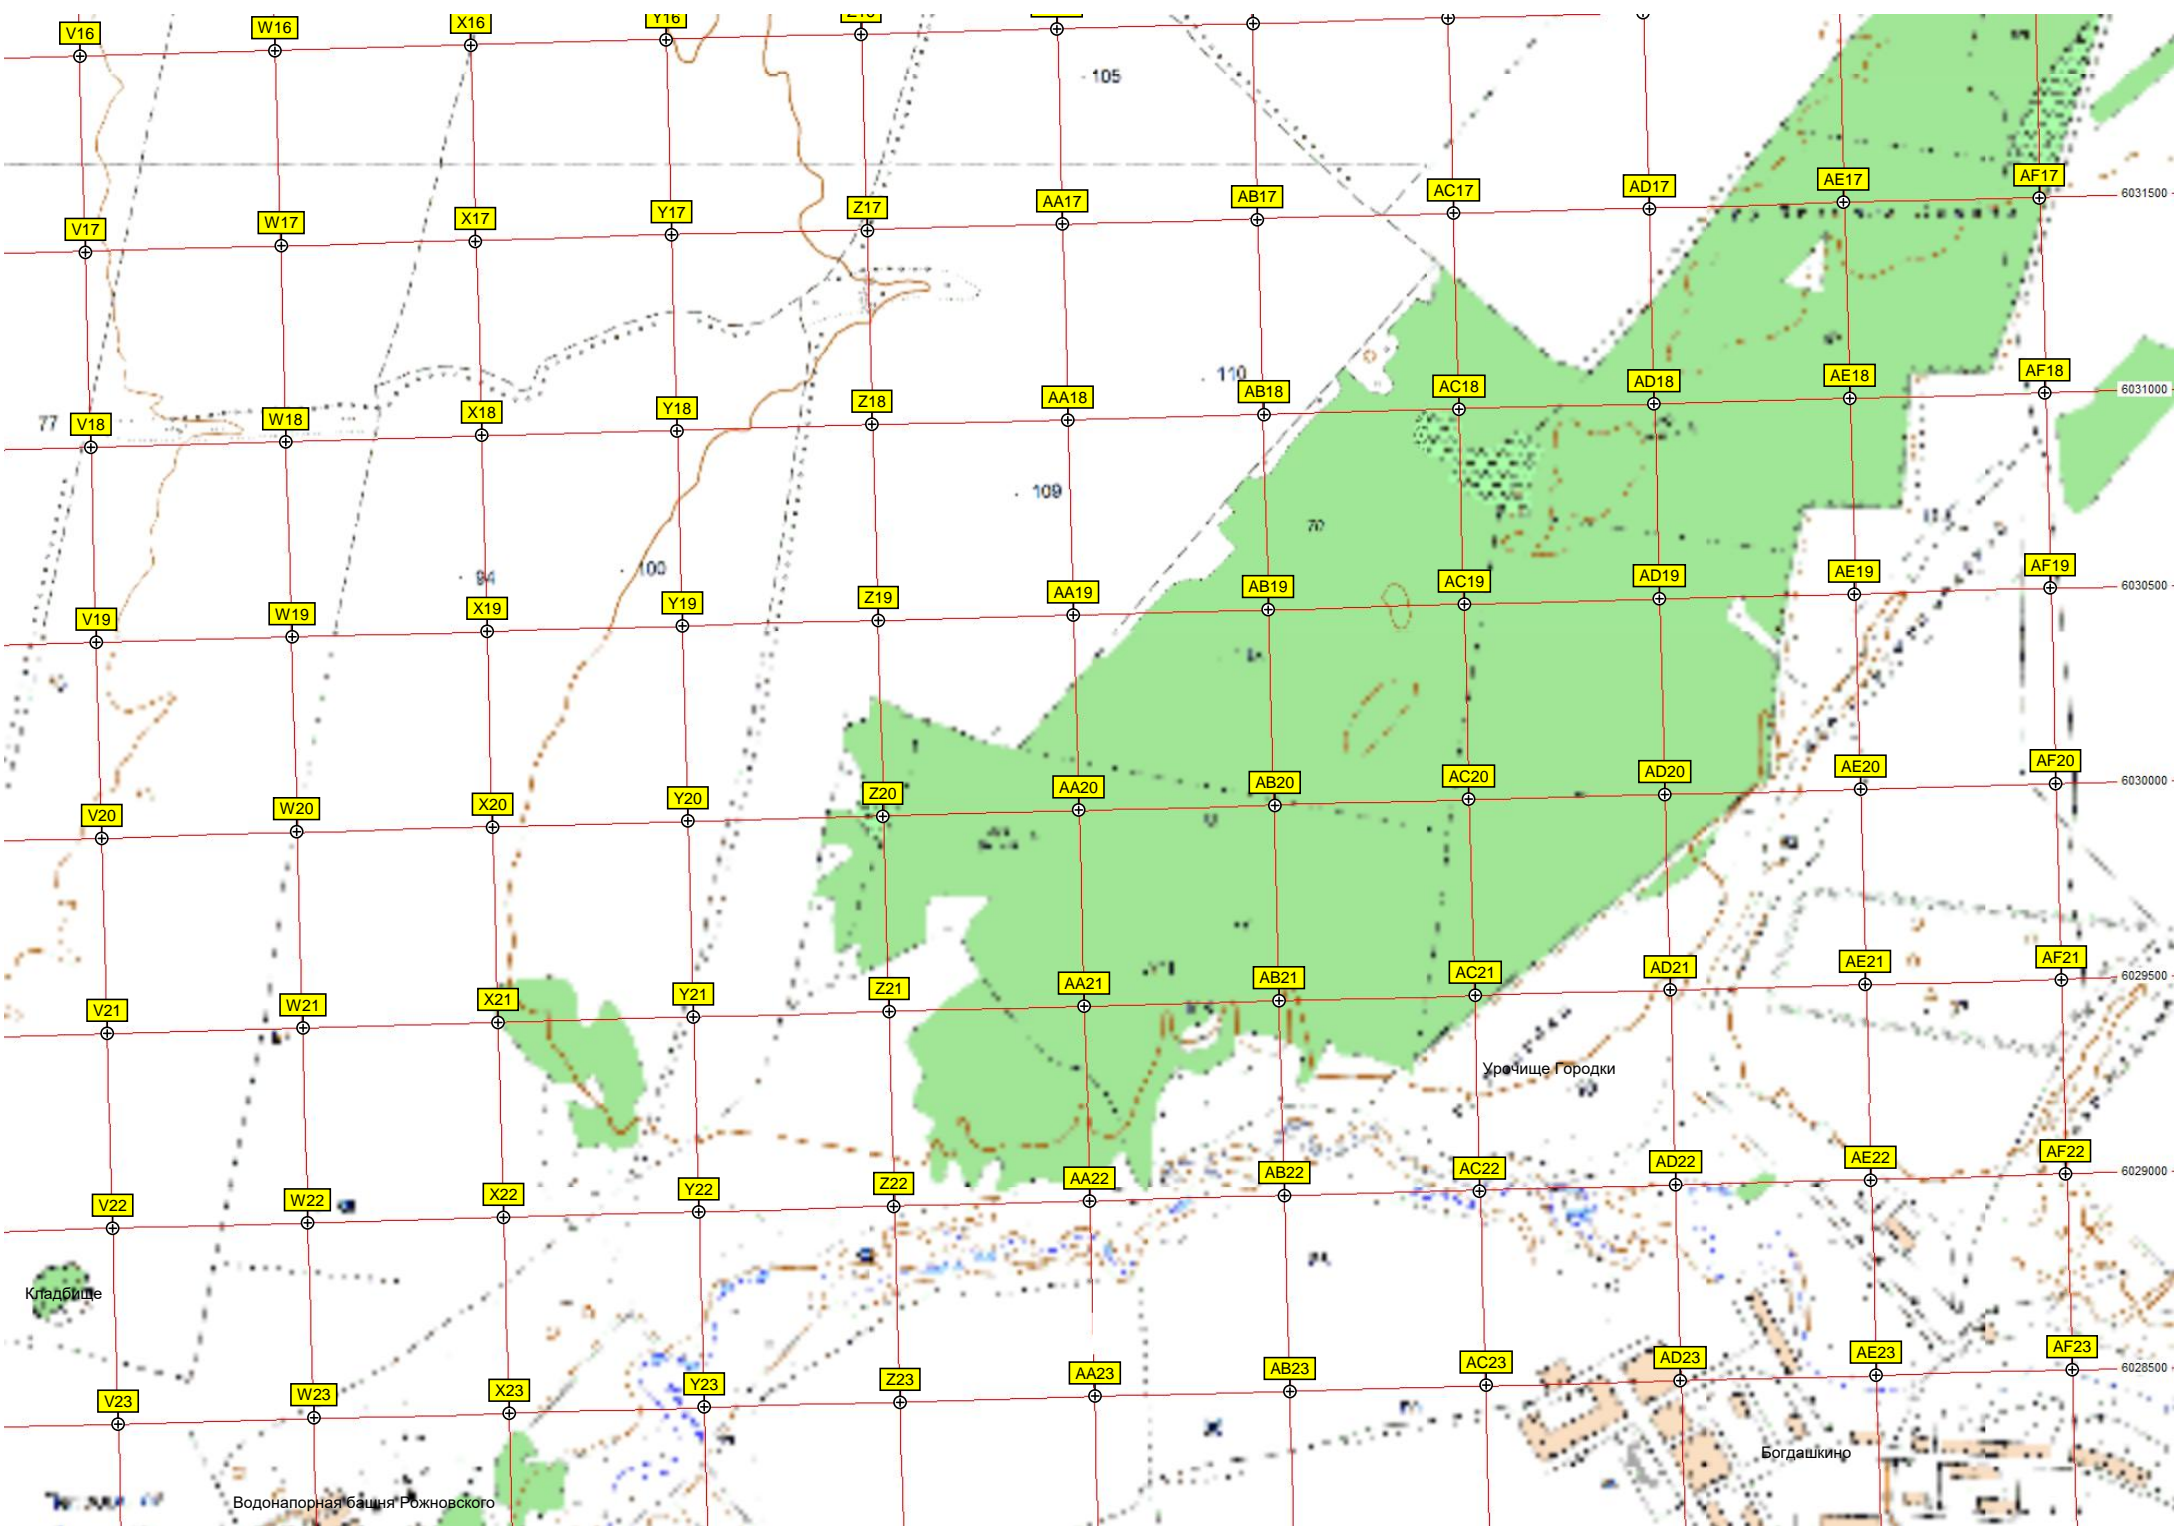 V16 W16 X16 Y16
105
V17 W17 X17 Y17 Z17 AA17 AB17 AC17 AD17 AE17 AF17 6031500
110
77 V18 W18 X18 Y18 Z18 AA18 AB18 AC18 AD18 AE18 AF18 6031000
109
70
94 100
V19 W19 X19 Y19 Z19 AA19 AB19 AC19 AD19 AE19 AF19 6030500
V20 W20 X20 Y20 Z20 AA20 AB20 AC20 AD20 AE20 AF20 6030000
V21 W21 X21 Y21 Z21 AA21 AB21 AC21 AD21 AE21 AF21 6029500
Урочище Городки
V22 W22 X22 Y22 Z22 AA22 AB22 AC22 AD22 AE22 AF22 6029000
Кладбище
V23 W23 X23 Y23 Z23 AA23 AB23 AC23 AD23 AE23 AF23 6028500
Богдашкино
Водонапорная башня Рожновского